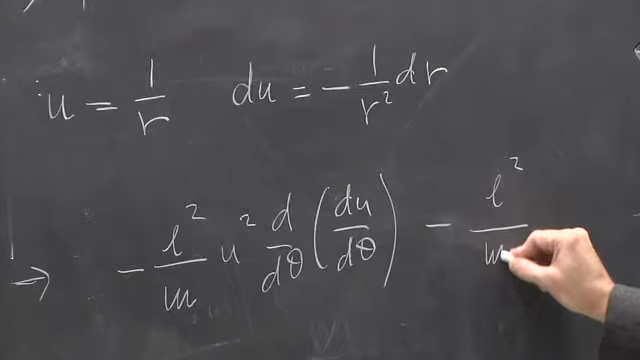 u = 1/r du = - 1/r² dr
→ - l²/m u² d/dθ (du/dθ) - l²/m